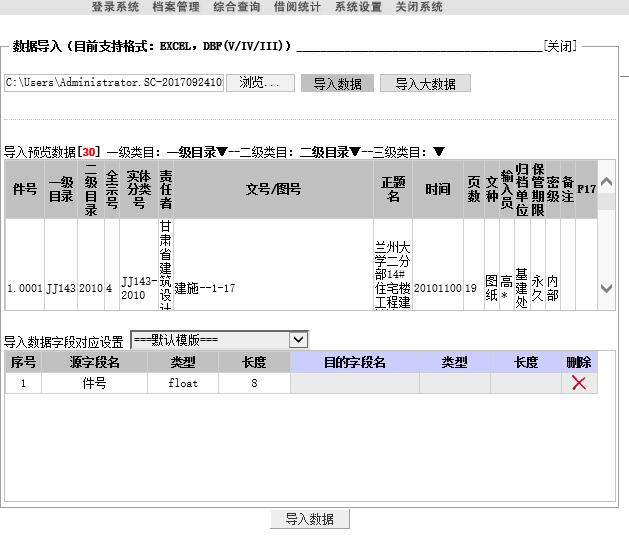 登录系统 档案管理 综合查询 借阅统计 系统设置 关闭系统
数据导入（目前支持格式：EXCEL，DBF(V/IV/III)）[关闭]
C:\Users\Administrator.SC-2017092410 浏览... 导入数据 导入大数据
导入预览数据[30] 一级类目：一级目录▼--二级类目：二级目录▼--三级类目：▼
件号 一级目录 二级目录 全宗号 实体分类号 责任者 文号/图号 正题名 时间 页数 文种 输入员 归档单位 保管期限 密级 备注 F17
1.0001 JJ143 2010 4 JJ143-2010 甘肃省建筑设计 建施--1-17 兰州大学二分部14#住宅楼工程建 20101100 19 图纸 高* 基建处 永久 内部
导入数据字段对应设置 ===默认模版===
序号 源字段名 类型 长度 目的字段名 类型 长度 删除
1 件号 float 8
导入数据